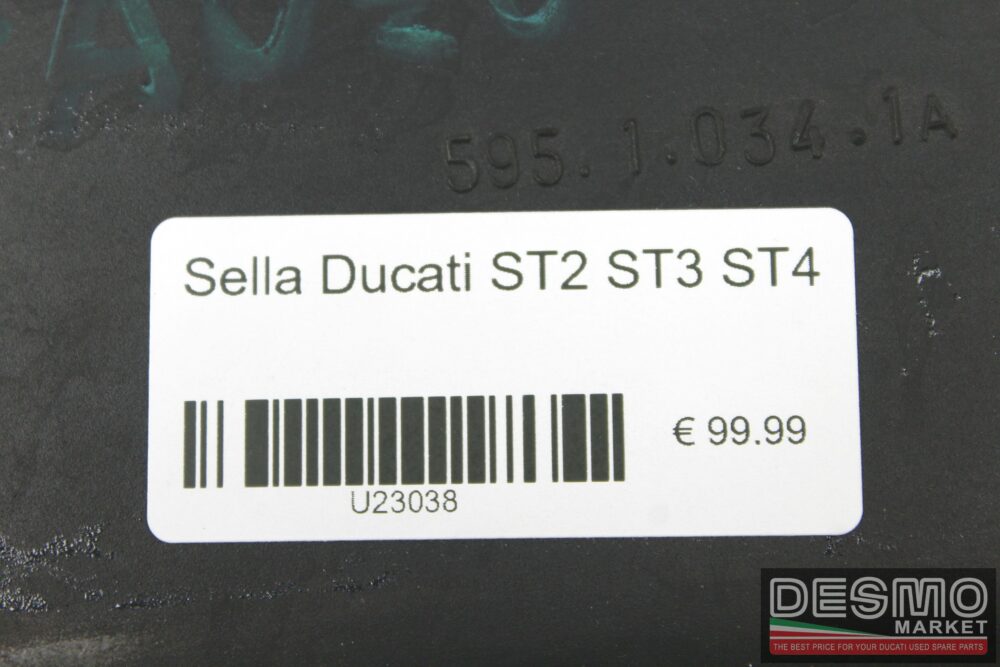 595.1.034.1A
Sella Ducati ST2 ST3 ST4
€ 99.99
U23038
DESMO
MARKET
THE BEST PRICE FOR YOUR DUCATI USED SPARE PARTS